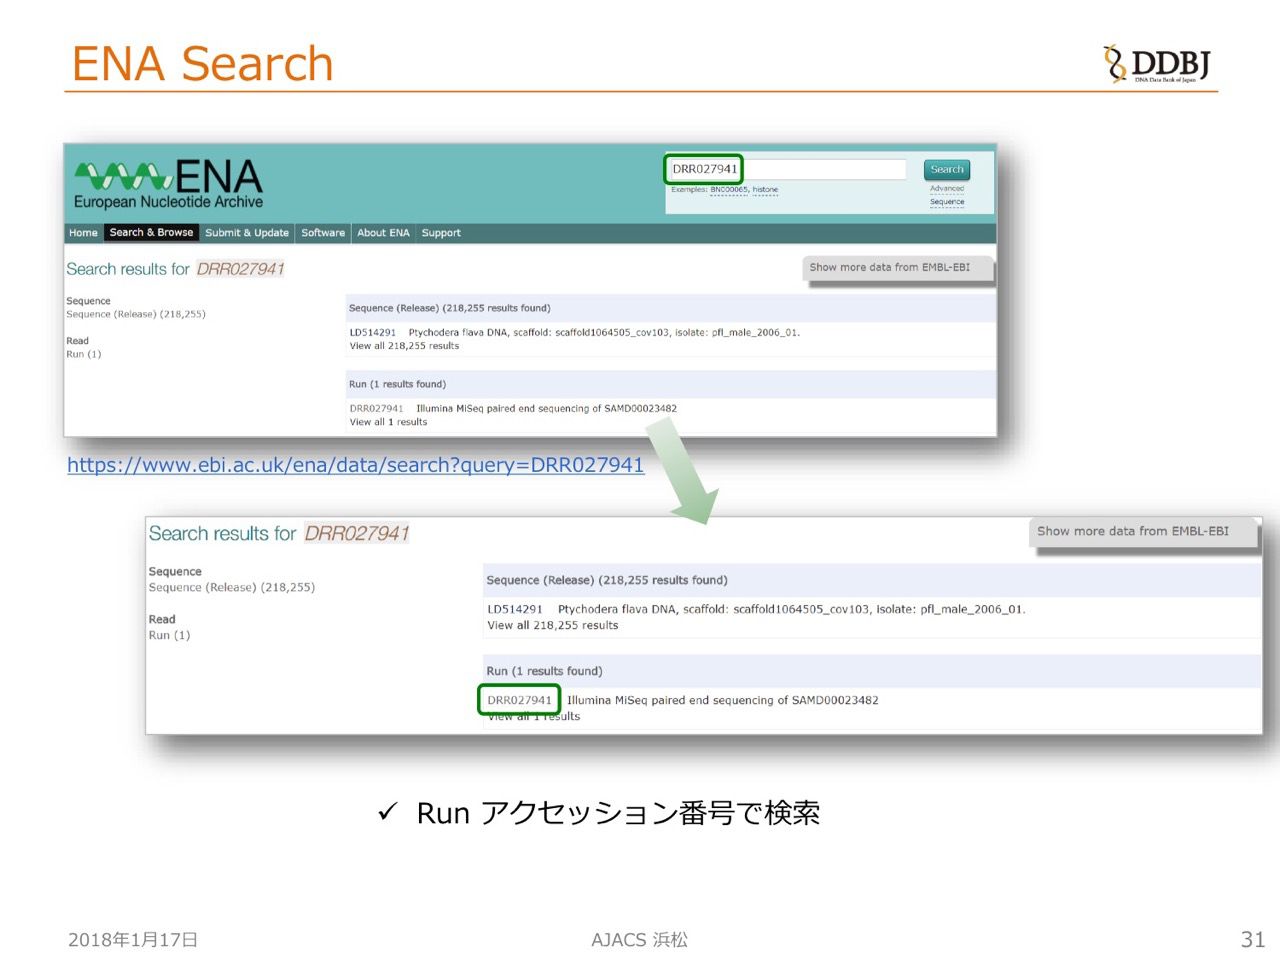 ENA Search
DDBJ
DNA Data Bank of Japan
ENA
European Nucleotide Archive
DRR027941
Search
Examples: BN000065, histone
Advanced
Sequence
Home Search & Browse Submit & Update Software About ENA Support
Search results for DRR027941
Show more data from EMBL-EBI
Sequence
Sequence (Release) (218,255)
Read
Run (1)
Sequence (Release) (218,255 results found)
LD514291 Ptychodera flava DNA, scaffold: scaffold1064505_cov103, isolate: pfl_male_2006_01.
View all 218,255 results
Run (1 results found)
DRR027941 Illumina MiSeq paired end sequencing of SAMD00023482
View all 1 results
https://www.ebi.ac.uk/ena/data/search?query=DRR027941
Search results for DRR027941
Show more data from EMBL-EBI
Sequence
Sequence (Release) (218,255)
Read
Run (1)
Sequence (Release) (218,255 results found)
LD514291 Ptychodera flava DNA, scaffold: scaffold1064505_cov103, isolate: pfl_male_2006_01.
View all 218,255 results
Run (1 results found)
DRR027941 Illumina MiSeq paired end sequencing of SAMD00023482
View all 1 results
✓ Run アクセッション番号で検索
2018年1月17日
AJACS 浜松
31